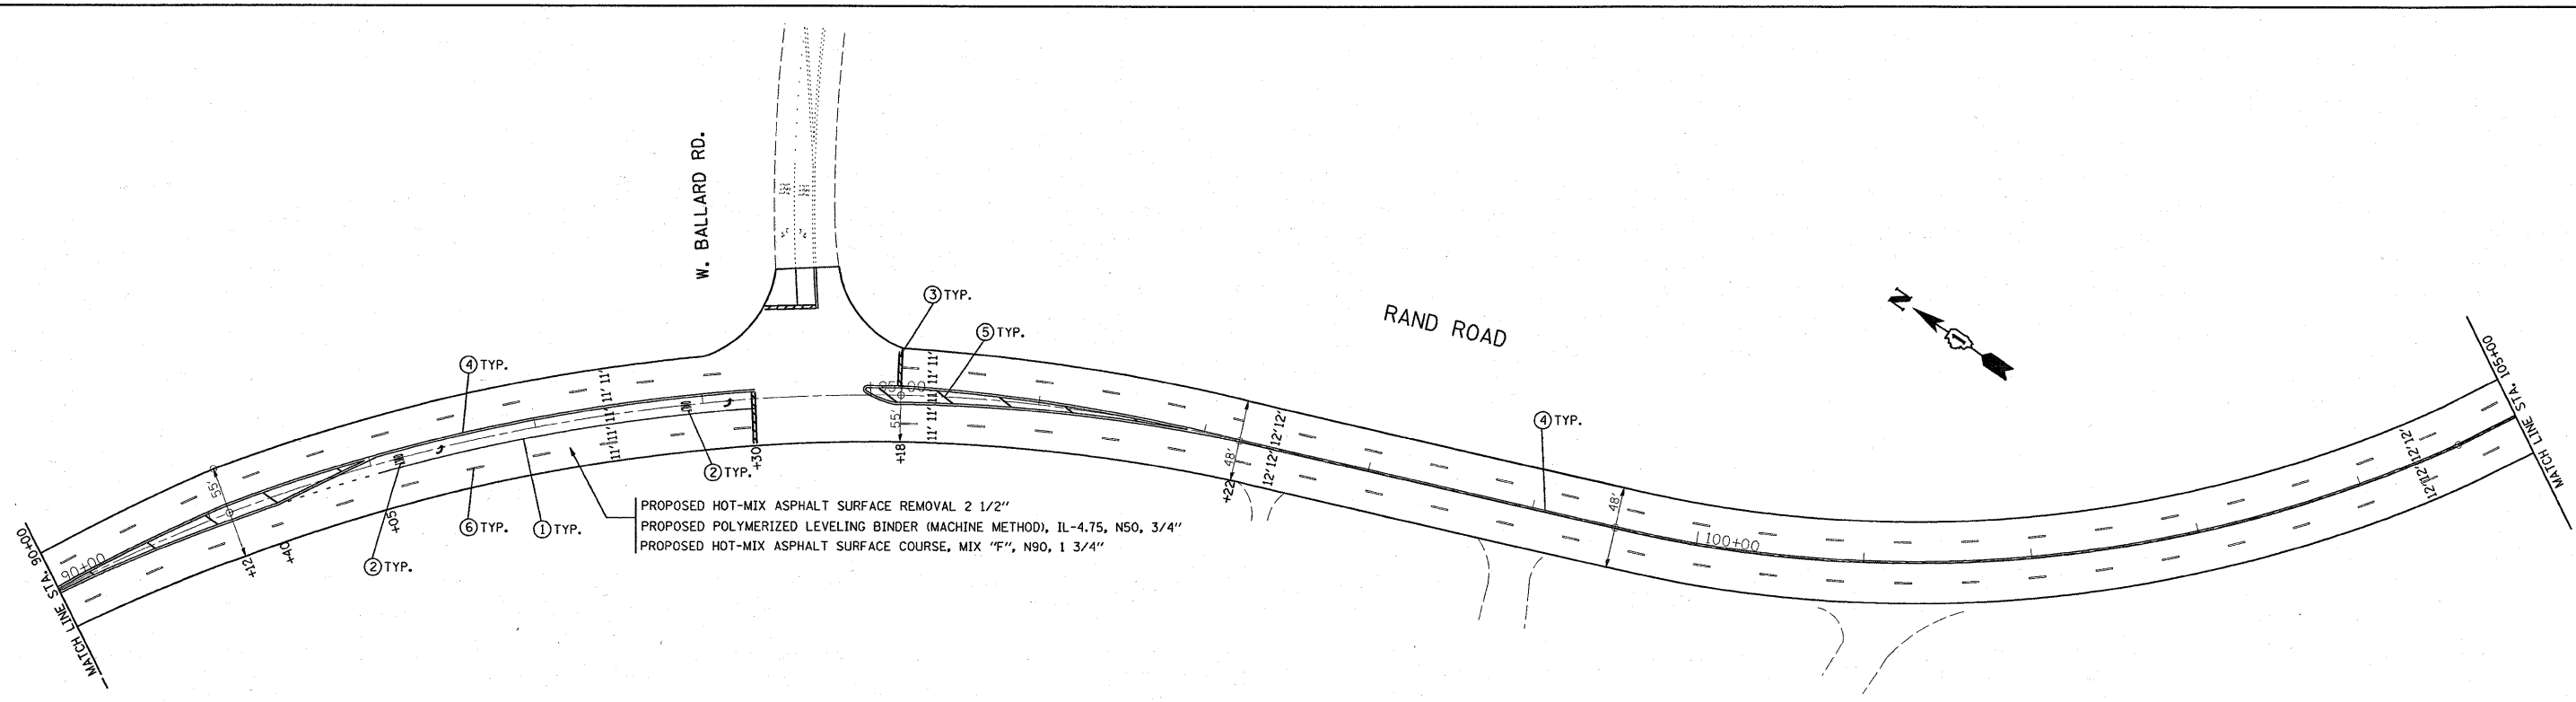 W. BALLARD RD.
RAND ROAD
N
3 TYP.
5 TYP.
4 TYP.
4 TYP.
2 TYP.
6 TYP.
1 TYP.
2 TYP.
PROPOSED HOT-MIX ASPHALT SURFACE REMOVAL 2 1/2"
PROPOSED POLYMERIZED LEVELING BINDER (MACHINE METHOD), IL-4.75, N50, 3/4"
PROPOSED HOT-MIX ASPHALT SURFACE COURSE, MIX "F", N90, 1 3/4"
MATCH LINE STA. 90+00
90+00
55'
+12
+40
+05
11' 11' 11' 11' 11'
+30
95+00
55'
+18
11' 11' 11' 11' 11'
48'
+22
12' 12' 12' 12'
48'
100+00
12' 12' 12' 12'
MATCH LINE STA. 105+00